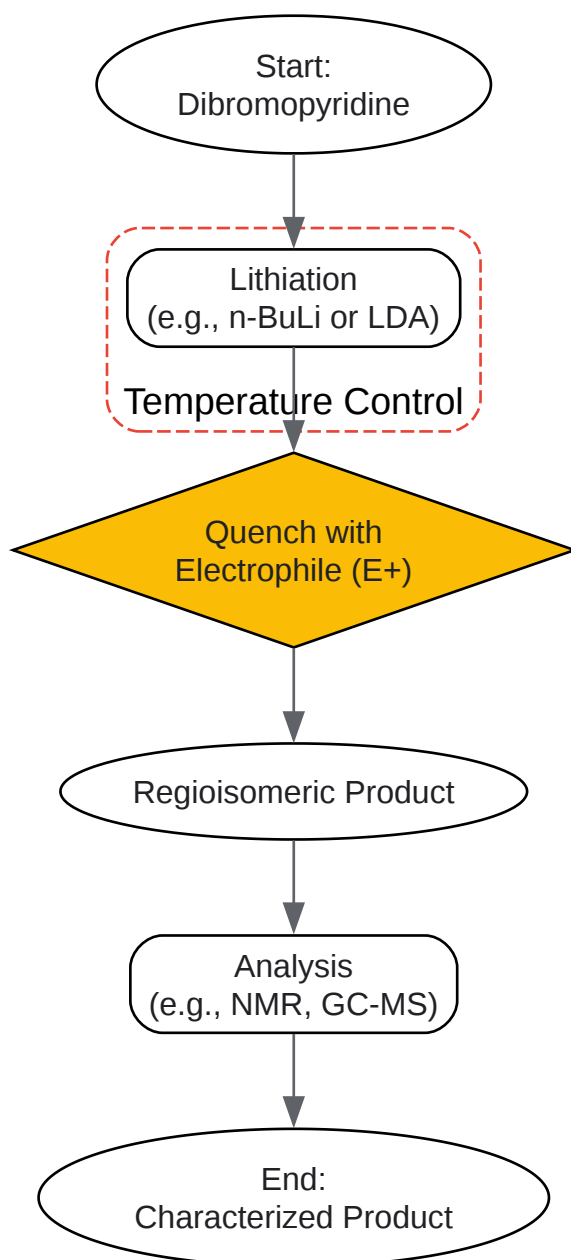 Start:
Dibromopyridine
Lithiation
(e.g., n-BuLi or LDA)
Temperature Control
Quench with
Electrophile (E+)
Regioisomeric Product
Analysis
(e.g., NMR, GC-MS)
End:
Characterized Product